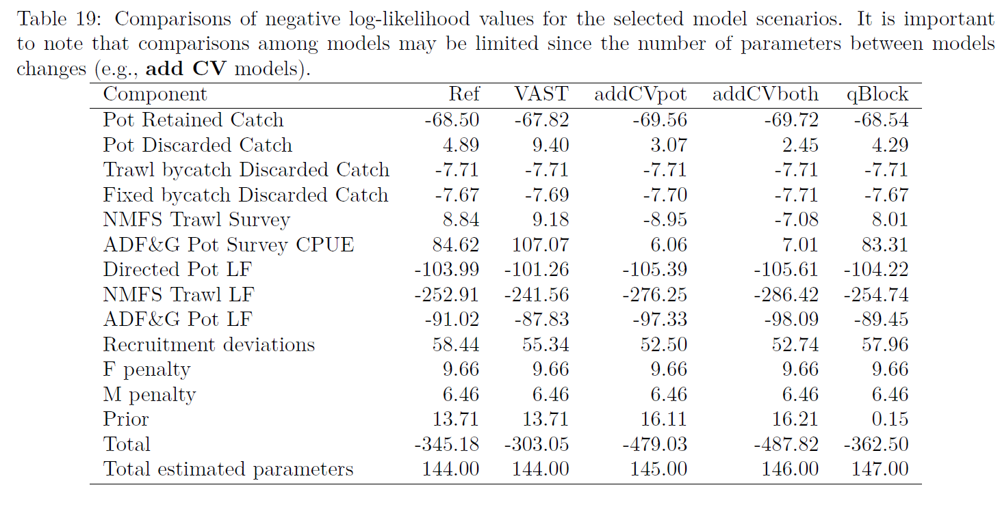 Table 19: Comparisons of negative log-likelihood values for the selected model scenarios. It is important
to note that comparisons among models may be limited since the number of parameters between models
changes (e.g., add CV models).
Component Ref VAST addCVpot addCVboth qBlock
Pot Retained Catch -68.50 -67.82 -69.56 -69.72 -68.54
Pot Discarded Catch 4.89 9.40 3.07 2.45 4.29
Trawl bycatch Discarded Catch -7.71 -7.71 -7.71 -7.71 -7.71
Fixed bycatch Discarded Catch -7.67 -7.69 -7.70 -7.71 -7.67
NMFS Trawl Survey 8.84 9.18 -8.95 -7.08 8.01
ADF&G Pot Survey CPUE 84.62 107.07 6.06 7.01 83.31
Directed Pot LF -103.99 -101.26 -105.39 -105.61 -104.22
NMFS Trawl LF -252.91 -241.56 -276.25 -286.42 -254.74
ADF&G Pot LF -91.02 -87.83 -97.33 -98.09 -89.45
Recruitment deviations 58.44 55.34 52.50 52.74 57.96
F penalty 9.66 9.66 9.66 9.66 9.66
M penalty 6.46 6.46 6.46 6.46 6.46
Prior 13.71 13.71 16.11 16.21 0.15
Total -345.18 -303.05 -479.03 -487.82 -362.50
Total estimated parameters 144.00 144.00 145.00 146.00 147.00